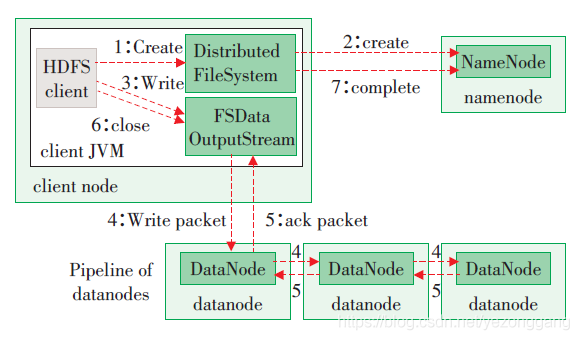 1:Create
Distributed
FileSystem
2:create
HDFS
client
3:Write
NameNode
7:complete
namenode
6:close
FSData
OutputStream
client JVM
client node
4:Write packet
5:ack packet
Pipeline of
datanodes
DataNode
4
DataNode
4
DataNode
5
5
datanode
datanode
datanode
https://blog.csdn.net/yezonggang